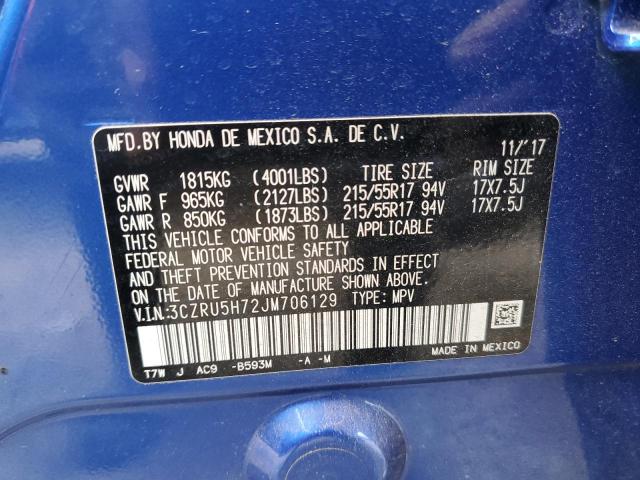 MFD.BY HONDA DE MEXICO S.A. DE C.V. 11/'17
GVWR 1815KG (4001LBS) TIRE SIZE RIM SIZE
GAWR F 965KG (2127LBS) 215/55R17 94V 17X7.5J
GAWR R 850KG (1873LBS) 215/55R17 94V 17X7.5J
THIS VEHICLE CONFORMS TO ALL APPLICABLE
FEDERAL MOTOR VEHICLE SAFETY
AND THEFT PREVENTION STANDARDS IN EFFECT
ON THE DATE OF MANUFACTURE SHOWN ABOVE.
V.I.N.:3CZRU5H72JM706129 TYPE: MPV
T7W J AC9 -B593M -A -M MADE IN MEXICO